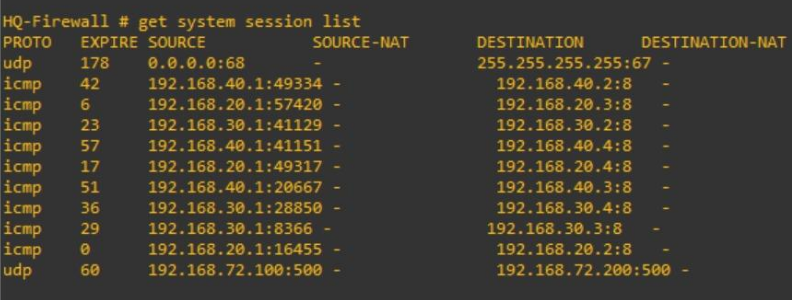 HQ-Firewall # get system session list
PROTO EXPIRE SOURCE SOURCE-NAT DESTINATION DESTINATION-NAT
udp 178 0.0.0.0:68 - 255.255.255.255:67 -
icmp 42 192.168.40.1:49334 - 192.168.40.2:8 -
icmp 6 192.168.20.1:57420 - 192.168.20.3:8 -
icmp 23 192.168.30.1:41129 - 192.168.30.2:8 -
icmp 57 192.168.40.1:41151 - 192.168.40.4:8 -
icmp 17 192.168.20.1:49317 - 192.168.20.4:8 -
icmp 51 192.168.40.1:20667 - 192.168.40.3:8 -
icmp 36 192.168.30.1:28850 - 192.168.30.4:8 -
icmp 29 192.168.30.1:8366 - 192.168.30.3:8 -
icmp 0 192.168.20.1:16455 - 192.168.20.2:8 -
udp 60 192.168.72.100:500 - 192.168.72.200:500 -